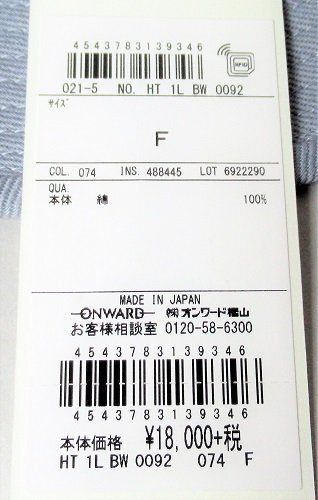 4543783139346
RFID
021-5 NO. HT 1L BW 0092
サイズ
F
COL. 074 INS. 488445 LOT 6922290
QUA.
本体 綿 100%
MADE IN JAPAN
ONWARD ㈱オンワード樫山
お客様相談室 0120-58-6300
4543783139346
4543783139346
本体価格 ¥18,000+税
HT 1L BW 0092 074 F